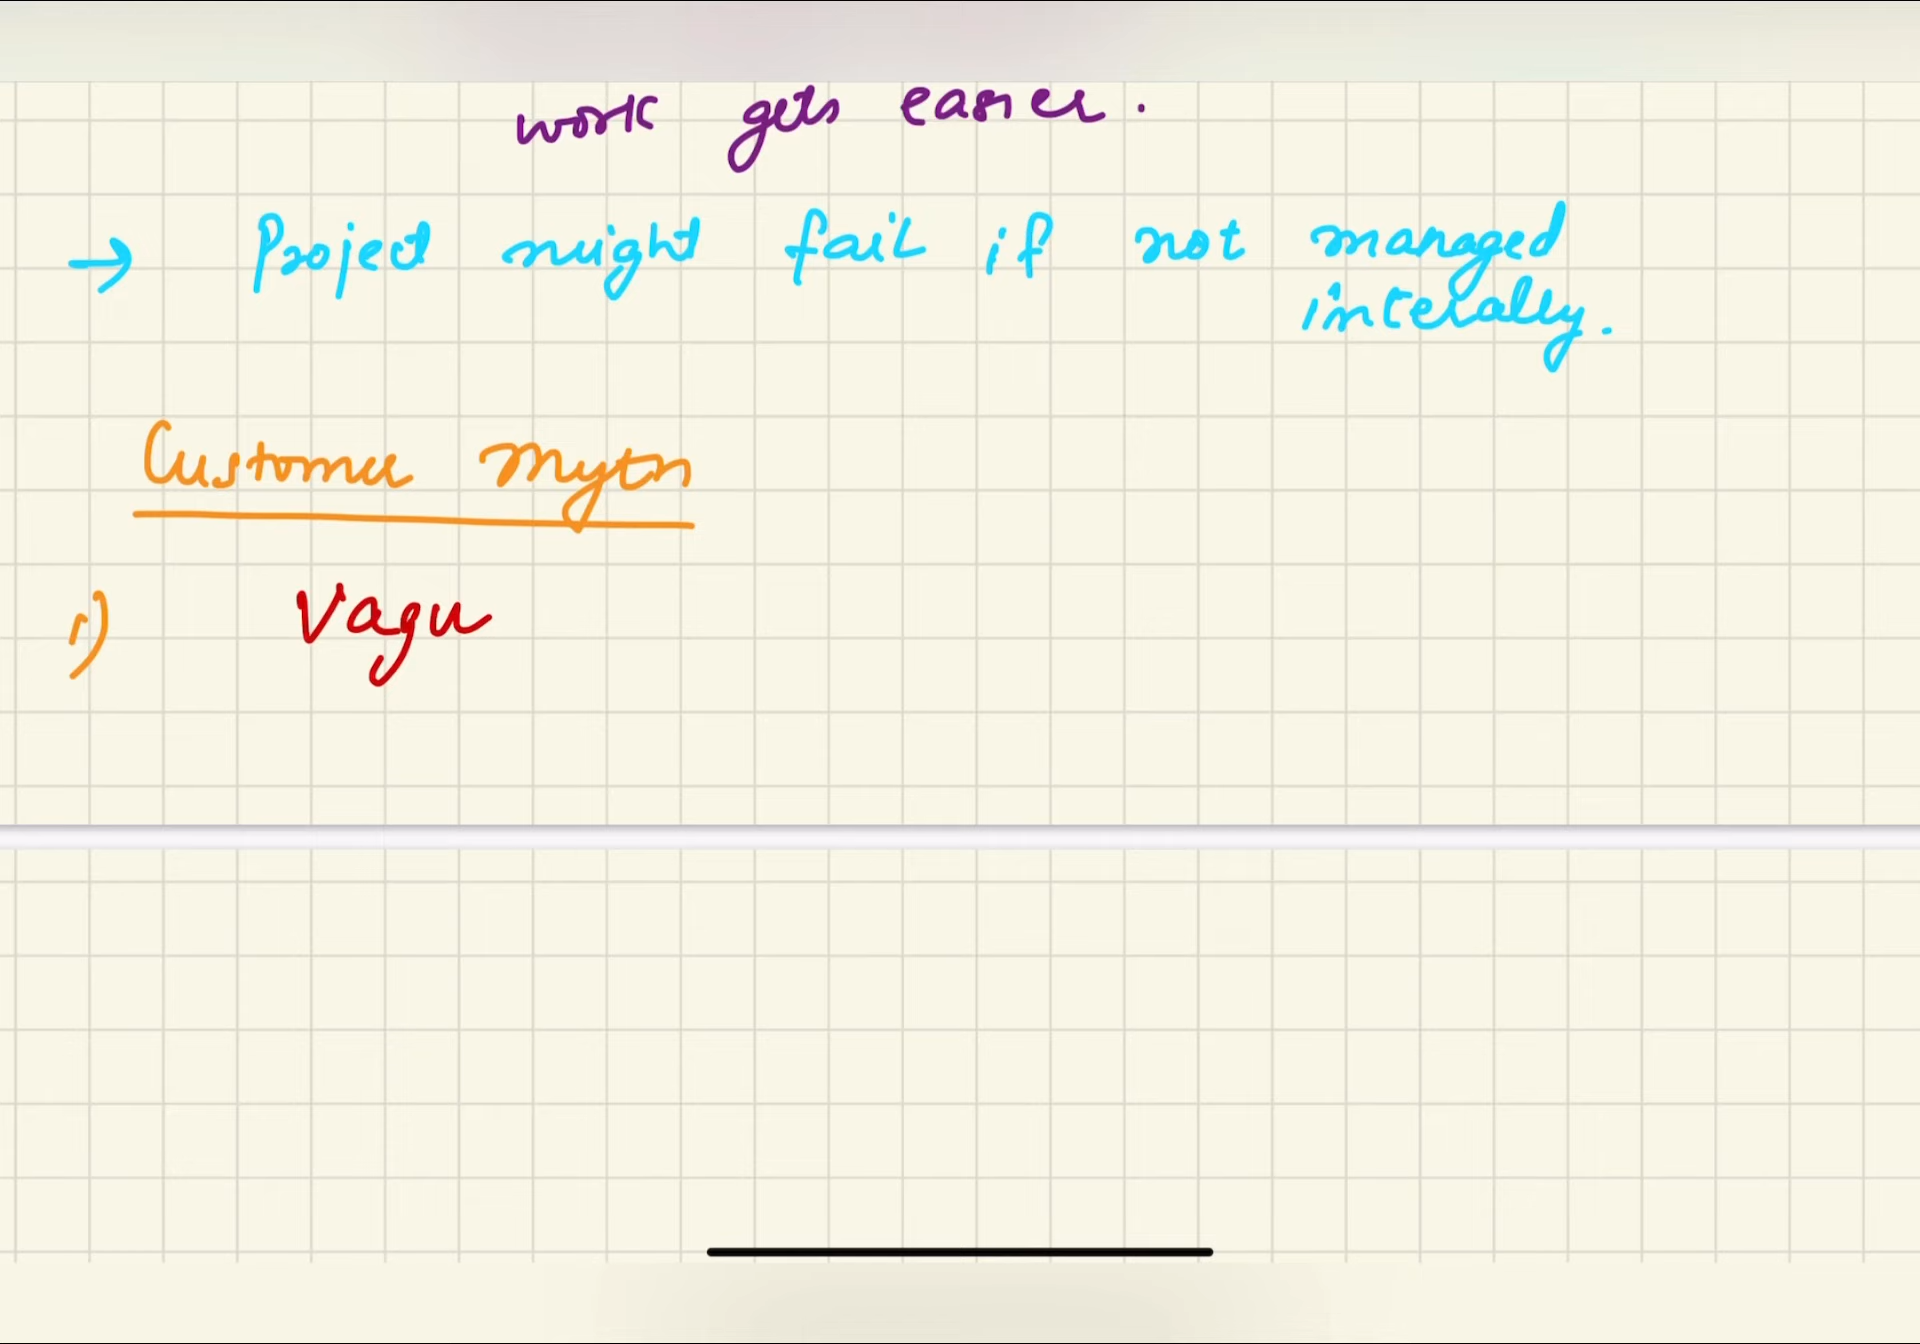 work gets easier.
→ Project might fail if not managed
interally.
Customer Myth
1) Vagu